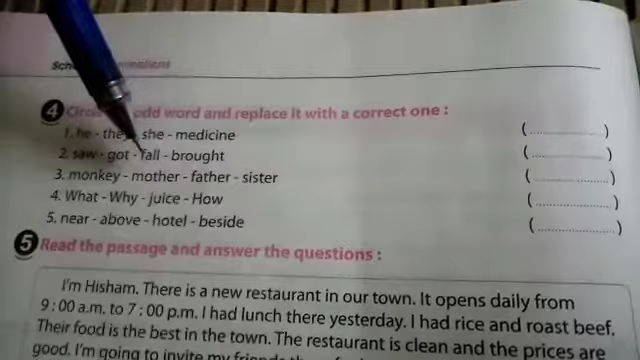 4 odd word and replace it with a correct one :
1. he - they she - medicine (..................)
2. saw - got - fall - brought (..................)
3. monkey - mother - father - sister (..................)
4. What - Why - juice - How (..................)
5. near - above - hotel - beside (..................)
5 Read the passage and answer the questions :
I'm Hisham. There is a new restaurant in our town. It opens daily from
9 : 00 a.m. to 7 : 00 p.m. I had lunch there yesterday. I had rice and roast beef.
Their food is the best in the town. The restaurant is clean and the prices are
good. I'm going to invite my friends